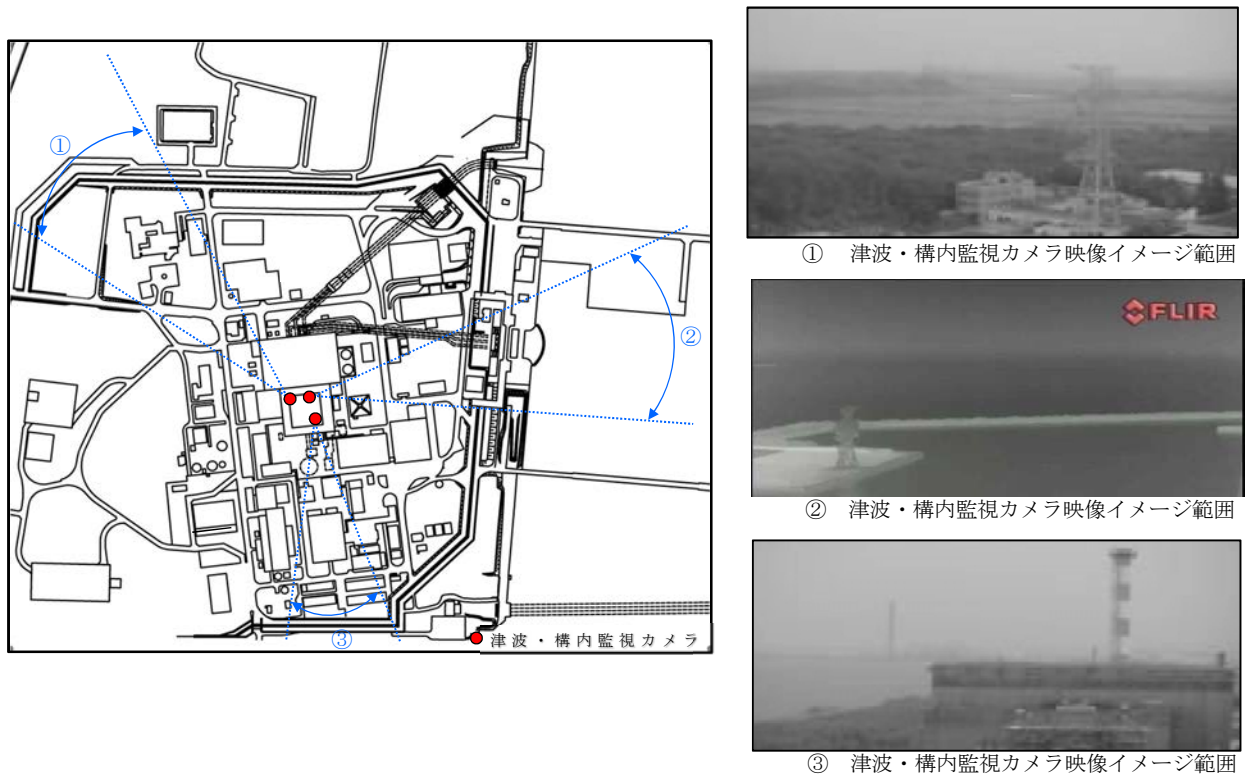 ①
②
③
津波・構内監視カメラ
① 津波・構内監視カメラ映像イメージ範囲
FLIR
② 津波・構内監視カメラ映像イメージ範囲
③ 津波・構内監視カメラ映像イメージ範囲